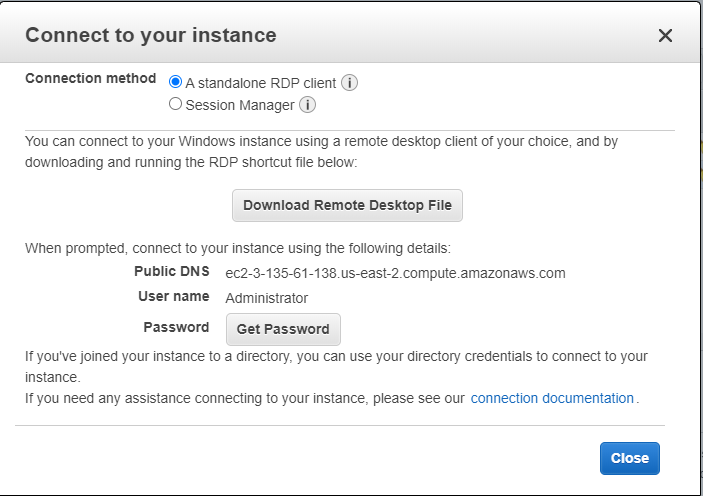 Connect to your instance
Connection method
A standalone RDP client
Session Manager
You can connect to your Windows instance using a remote desktop client of your choice, and by
downloading and running the RDP shortcut file below:
Download Remote Desktop File
When prompted, connect to your instance using the following details:
Public DNS ec2-3-135-61-138.us-east-2.compute.amazonaws.com
User name Administrator
Password Get Password
If you've joined your instance to a directory, you can use your directory credentials to connect to your
instance.
If you need any assistance connecting to your instance, please see our connection documentation.
Close